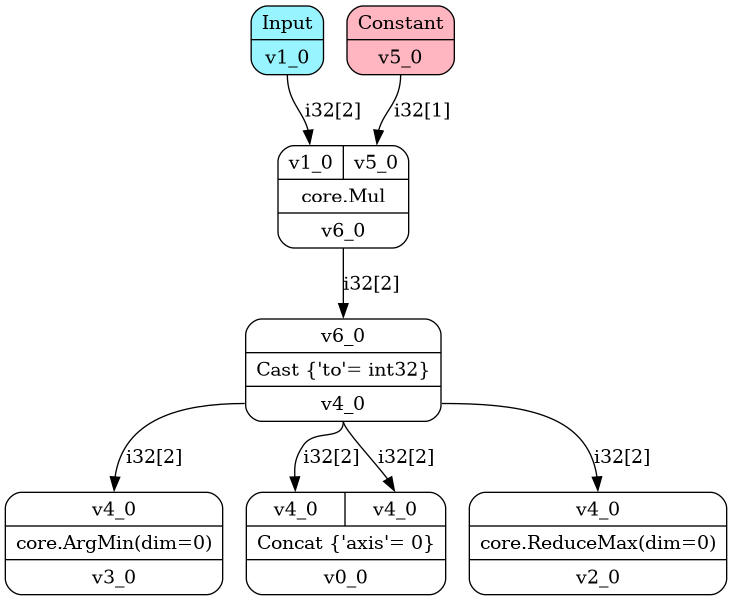 Input
v1_0
Constant
v5_0
i32[2]
i32[1]
v1_0 v5_0
core.Mul
v6_0
i32[2]
v6_0
Cast {'to'= int32}
v4_0
i32[2]
i32[2]
i32[2]
i32[2]
v4_0
core.ArgMin(dim=0)
v3_0
v4_0 v4_0
Concat {'axis'= 0}
v0_0
v4_0
core.ReduceMax(dim=0)
v2_0